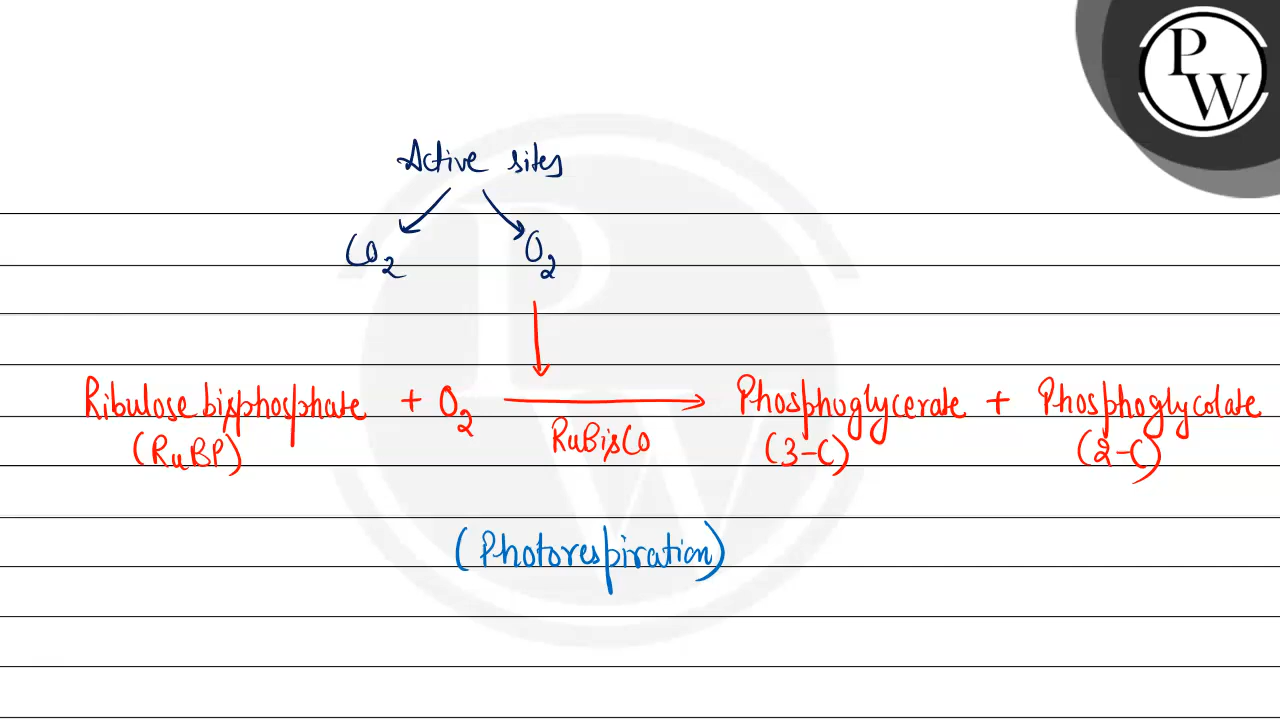 PW
Active sites
CO2 O2
Ribulose bisphosphate + O2 RuBisCO Phosphoglycerate + Phosphoglycolate
(RuBP) (3-C) (2-C)
(Photorespiration)